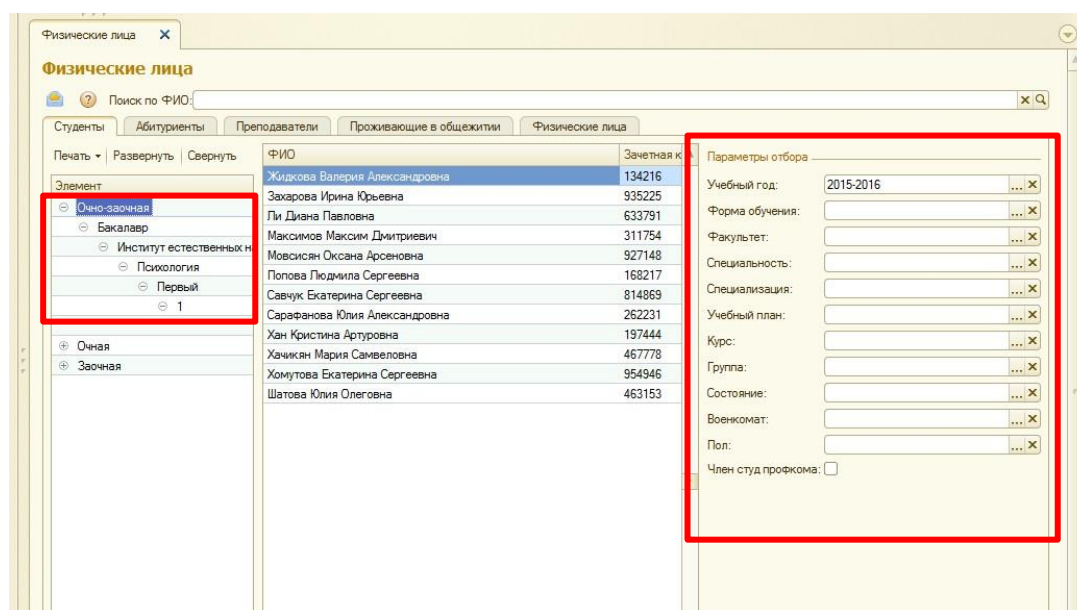 Физические лица
Физические лица
Поиск по ФИО:
Студенты Абитуриенты Преподаватели Проживающие в общежитии Физические лица
Печать Развернуть Свернуть
Элемент
Очно-заочная
Бакалавр
Институт естественных н
Психология
Первый
1
Очная
Заочная
ФИО Зачетная к
Жидкова Валерия Александровна 134216
Захарова Ирина Юрьевна 935225
Ли Диана Павловна 633791
Максимов Максим Дмитриевич 311754
Мовсисян Оксана Арсеновна 927148
Попова Людмила Сергеевна 168217
Савчук Екатерина Сергеевна 814869
Сарафанова Юлия Александровна 262231
Хан Кристина Артуровна 197444
Хачикян Мария Самвеловна 467778
Хомутова Екатерина Сергеевна 954946
Шатова Юлия Олеговна 463153
Параметры отбора
Учебный год: 2015-2016
Форма обучения:
Факультет:
Специальность:
Специализация:
Учебный план:
Курс:
Группа:
Состояние:
Военкомат:
Пол:
Член студ профкома: